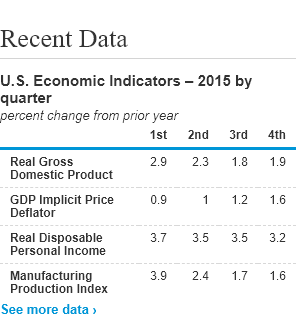 Recent Data
U.S. Economic Indicators – 2015 by
quarter
percent change from prior year
1st 2nd 3rd 4th
Real Gross
Domestic Product 2.9 2.3 1.8 1.9
GDP Implicit Price
Deflator 0.9 1 1.2 1.6
Real Disposable
Personal Income 3.7 3.5 3.5 3.2
Manufacturing
Production Index 3.9 2.4 1.7 1.6
See more data ›